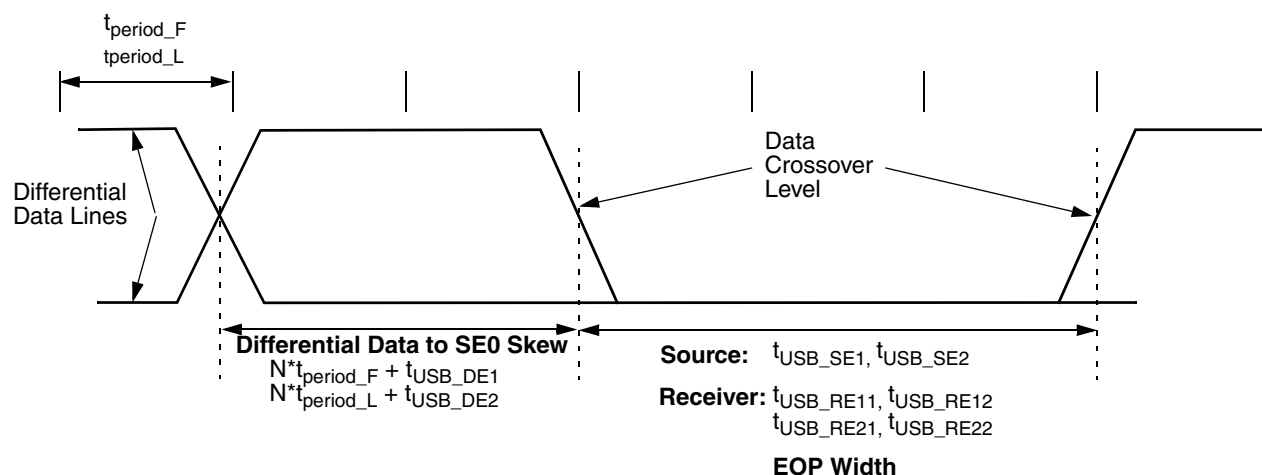 tperiod_F
tperiod_L
Differential
Data Lines
Data
Crossover
Level
Differential Data to SE0 Skew
N*tperiod_F + tUSB_DE1
N*tperiod_L + tUSB_DE2
Source: tUSB_SE1, tUSB_SE2
Receiver: tUSB_RE11, tUSB_RE12
tUSB_RE21, tUSB_RE22
EOP Width